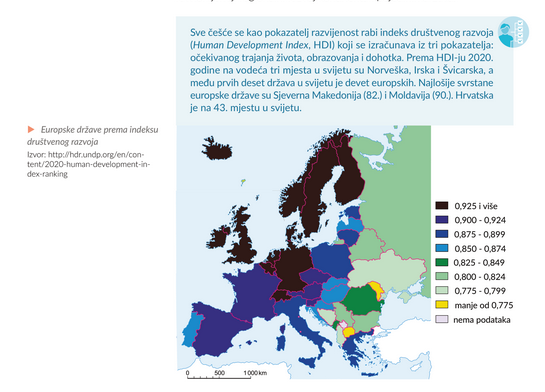 Sve češće se kao pokazatelj razvijenost rabi indeks društvenog razvoja
(Human Development Index, HDI) koji se izračunava iz tri pokazatelja:
očekivanog trajanja života, obrazovanja i dohotka. Prema HDI-ju 2020.
godine na vodeća tri mjesta u svijetu su Norveška, Irska i Švicarska, a
među prvih deset država u svijetu je devet europskih. Najlošije svrstane
europske države su Sjeverna Makedonija (82.) i Moldavija (90.). Hrvatska
je na 43. mjestu u svijetu.
► Europske države prema indeksu
društvenog razvoja
Izvor: http://hdr.undp.org/en/con-
tent/2020-human-development-in-
dex-ranking
0,925 i više
0,900 - 0,924
0,875 - 0,899
0,850 - 0,874
0,825 - 0,849
0,800 - 0,824
0,775 - 0,799
manje od 0,775
nema podataka
0 500 1000 km